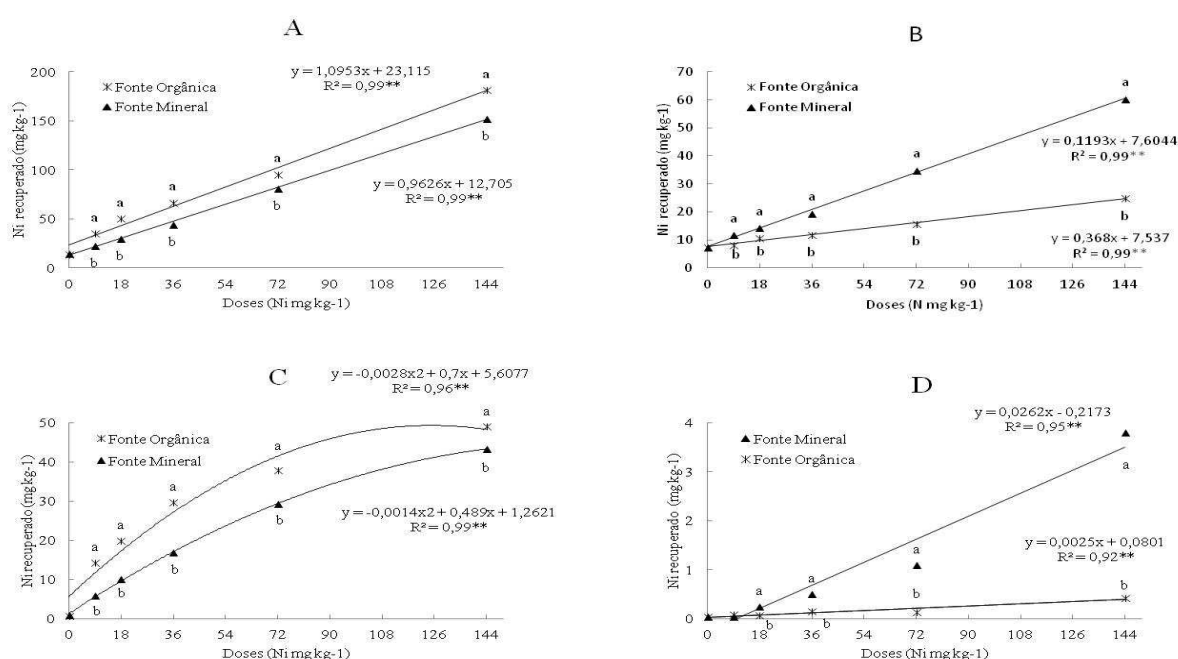 A
y = 1,0953x + 23,115
R² = 0,99**
Fonte Orgânica
Fonte Mineral
Ni recuperado (mg kg-1)
200
150
100
50
0
a
a
a
a
a
b
b
b
b
b
y = 0,9626x + 12,705
R² = 0,99**
0 18 36 54 72 90 108 126 144
Doses (Ni mg kg-1)
B
Fonte Orgânica
Fonte Mineral
Ni recuperado (mg kg-1)
70
60
50
40
30
20
10
0
a
a
a
a
a
b
b
b
b
b
y = 0,1193x + 7,6044
R² = 0,99**
y = 0,368x + 7,537
R² = 0,99**
0 18 36 54 72 90 108 126 144
Doses (N mg kg-1)
C
y = -0,0028x2 + 0,7x + 5,6077
R² = 0,96**
Fonte Orgânica
Fonte Mineral
Ni recuperado (mg kg-1)
50
40
30
20
10
0
a
a
a
a
a
b
b
b
b
b
y = -0,0014x2 + 0,489x + 1,2621
R² = 0,99**
0 18 36 54 72 90 108 126 144
Doses (Ni mg kg-1)
D
y = 0,0262x - 0,2173
R² = 0,95**
Fonte Mineral
Fonte Orgânica
Ni recuperado (mg kg-1)
4
3
2
1
0
a
a
a
a
b
b
b
b
y = 0,0025x + 0,0801
R² = 0,92**
0 18 36 54 72 90 108 126 144
Doses (Ni mg kg-1)